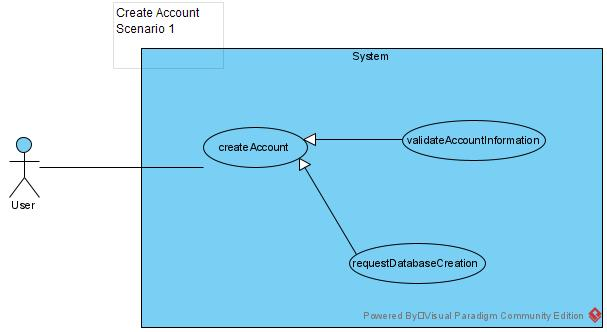 Create Account
Scenario 1
System
createAccount
validateAccountInformation
User
requestDatabaseCreation
Powered By Visual Paradigm Community Edition